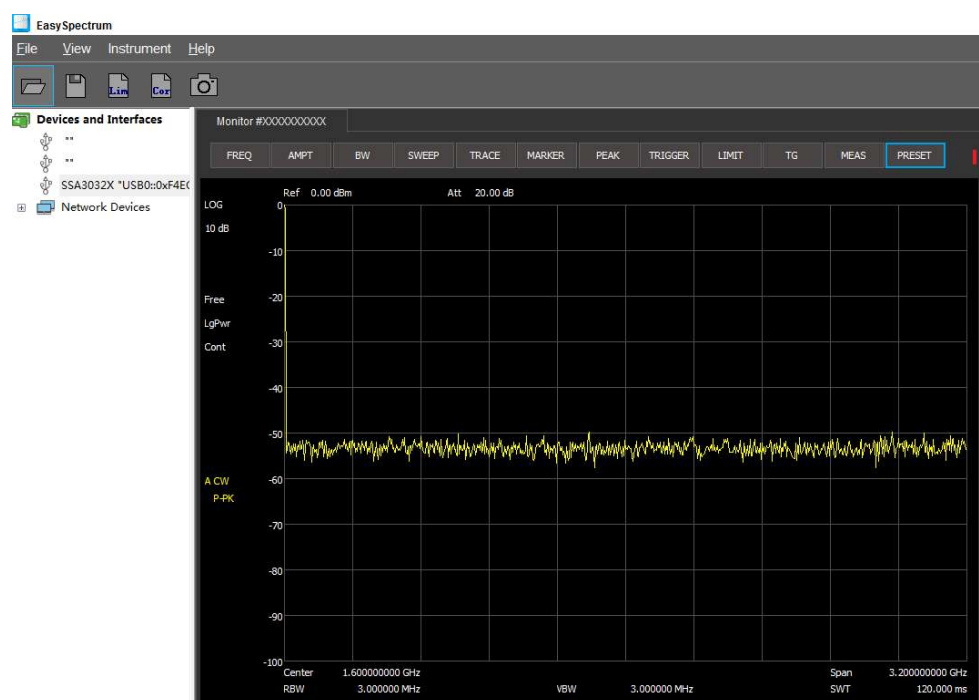 EasySpectrum
File View Instrument Help
Lim Cor
Devices and Interfaces
""
""
SSA3032X "USB0::0xF4E(
Network Devices
Monitor #XXXXXXXXXX
FREQ AMPT BW SWEEP TRACE MARKER PEAK TRIGGER LIMIT TG MEAS PRESET
Ref 0.00 dBm Att 20.00 dB
LOG
10 dB
Free
LgPwr
Cont
A CW
P-PK
0
-10
-20
-30
-40
-50
-60
-70
-80
-90
-100
Center 1.600000000 GHz Span 3.200000000 GHz
RBW 3.000000 MHz VBW 3.000000 MHz SWT 120.000 ms